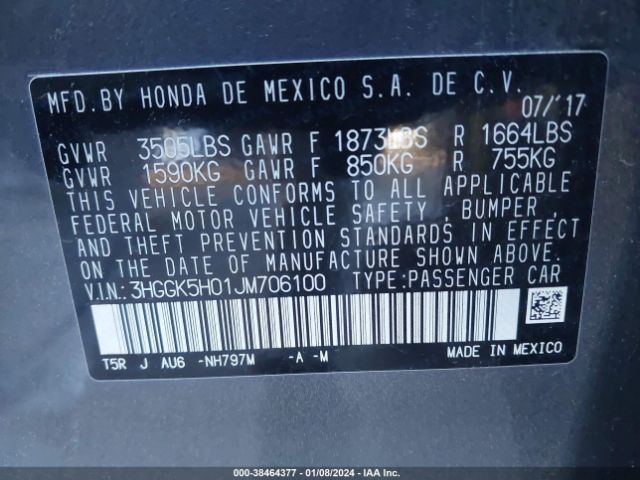 MFD.BY HONDA DE MEXICO S.A. DE C.V.
07/'17
GVWR 3505LBS GAWR F 1873LBS R 1664LBS
GVWR 1590KG GAWR F 850KG R 755KG
THIS VEHICLE CONFORMS TO ALL APPLICABLE
FEDERAL MOTOR VEHICLE SAFETY, BUMPER,
AND THEFT PREVENTION STANDARDS IN EFFECT
ON THE DATE OF MANUFACTURE SHOWN ABOVE.
V.I.N.: 3HGGK5H01JM706100 TYPE:PASSENGER CAR
T5R J AU6 -NH797M -A -M MADE IN MEXICO
000-38464377 - 01/08/2024 - IAAI.COM